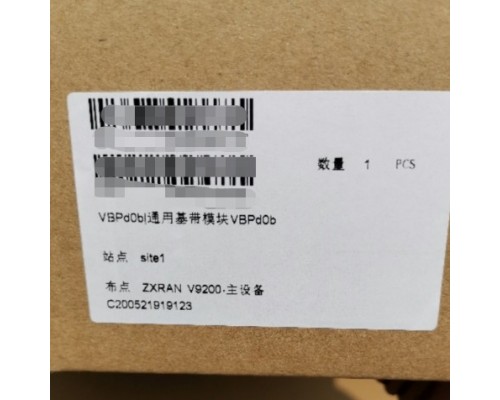 数量 1 PCS
VBPd0b|通用基带模块VBPd0b
站点 site1
布点 ZXRAN V9200-主设备
C200521919123